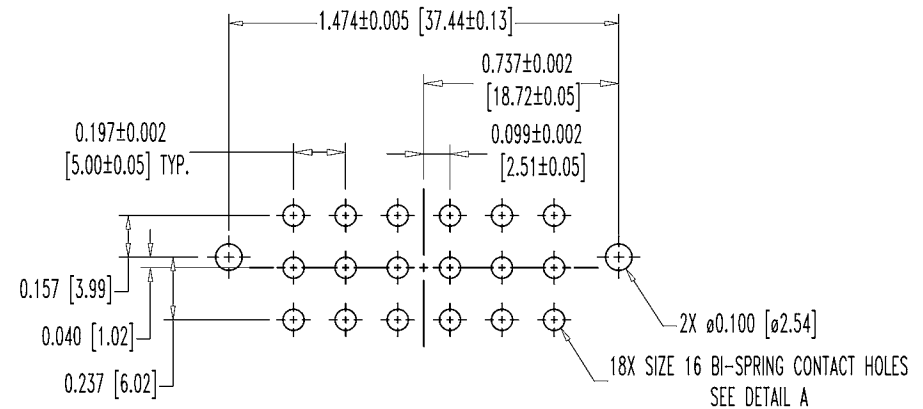 1.474±0.005 [37.44±0.13]
0.737±0.002
[18.72±0.05]
0.197±0.002
[5.00±0.05] TYP.
0.099±0.002
[2.51±0.05]
0.157 [3.99]
0.040 [1.02]
0.237 [6.02]
2X ø0.100 [ø2.54]
18X SIZE 16 BI-SPRING CONTACT HOLES
SEE DETAIL A